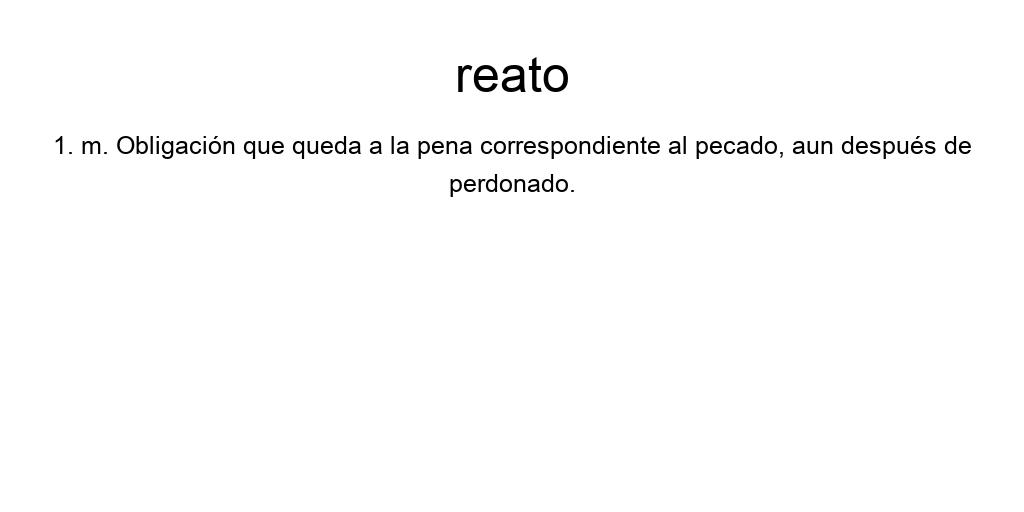 reato
1. m. Obligación que queda a la pena correspondiente al pecado, aun después de
perdonado.